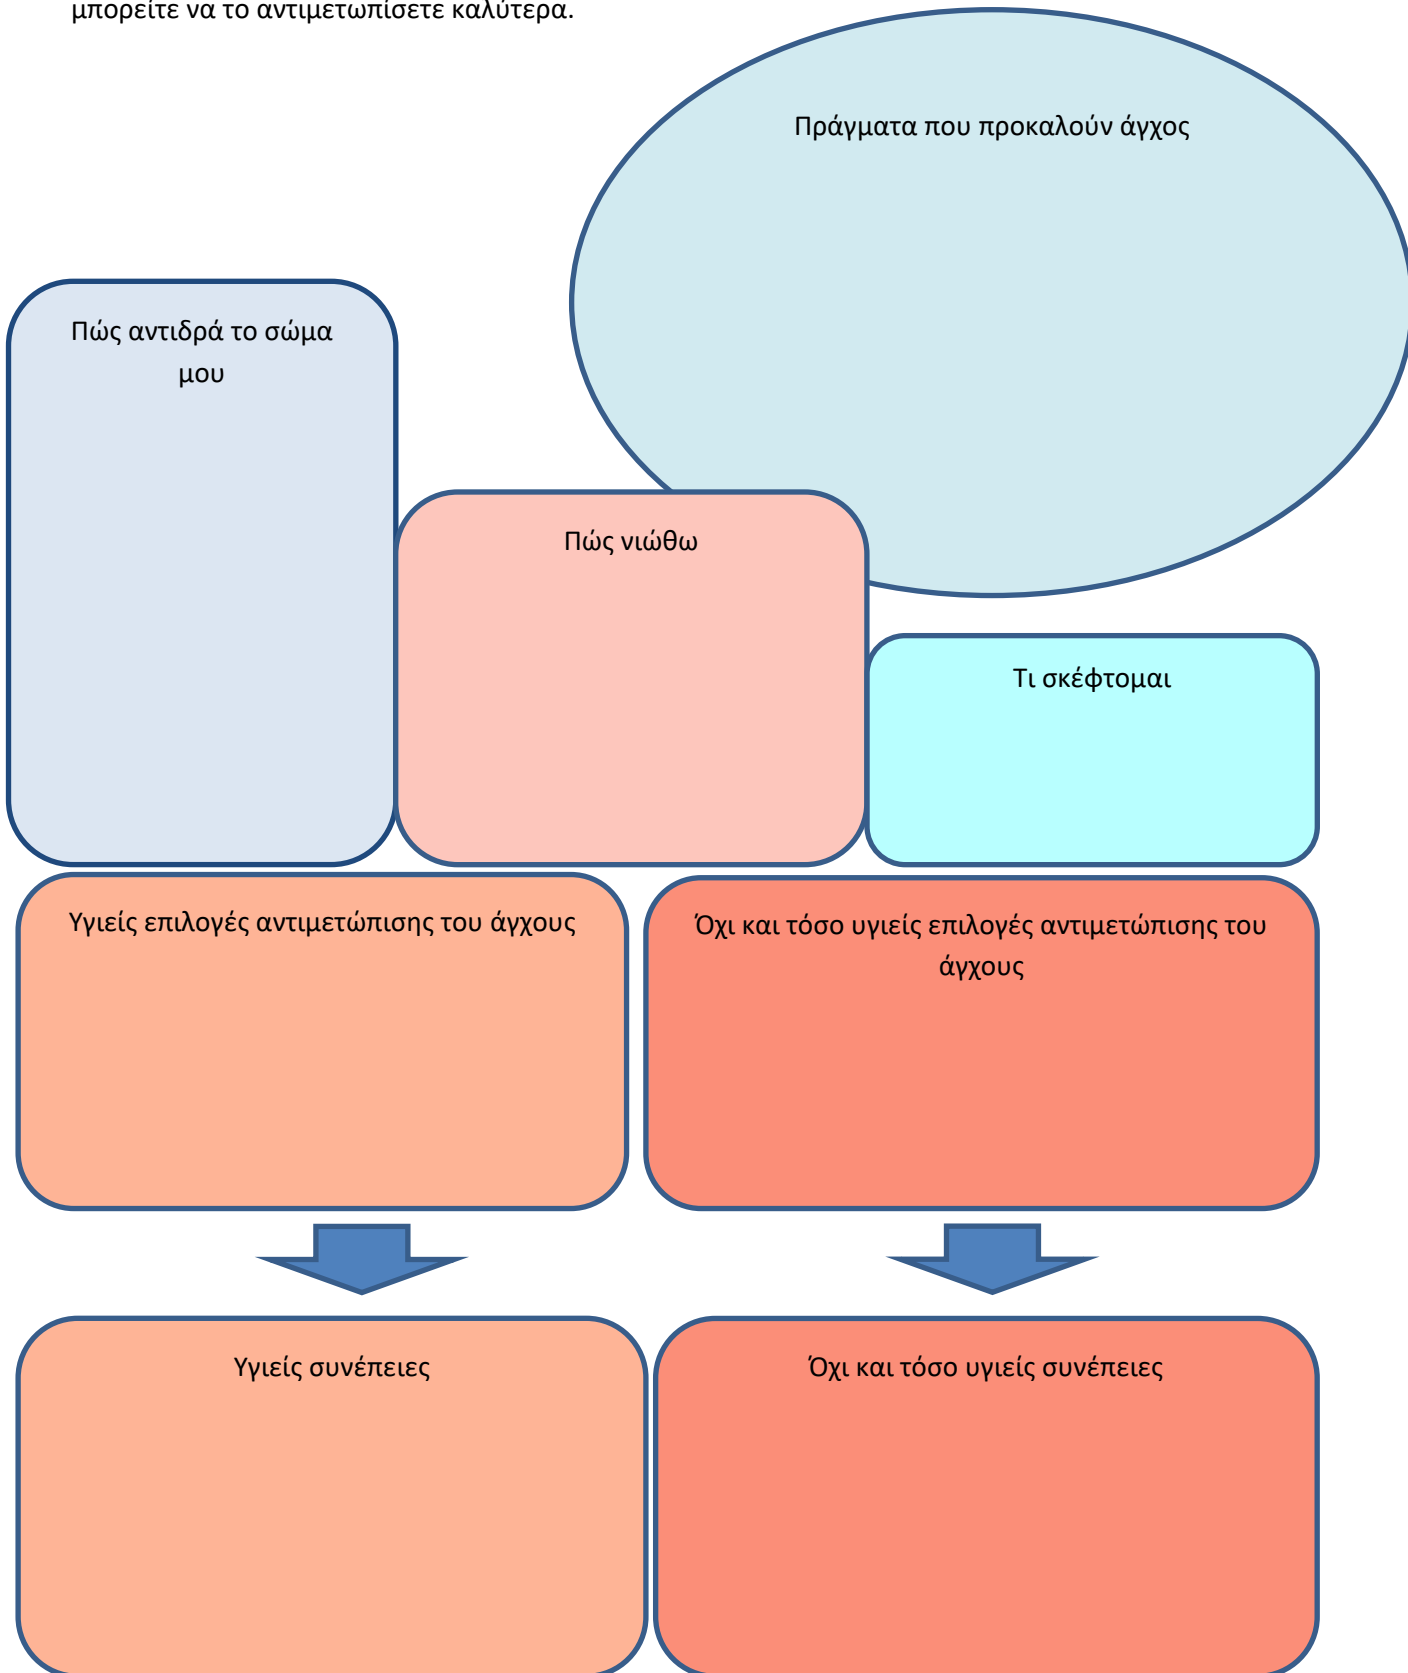 μπορείτε να το αντιμετωπίσετε καλύτερα.
Πράγματα που προκαλούν άγχος
Πώς αντιδρά το σώμα
μου
Πώς νιώθω
Τι σκέφτομαι
Υγιείς επιλογές αντιμετώπισης του άγχους
Όχι και τόσο υγιείς επιλογές αντιμετώπισης του
άγχους
Υγιείς συνέπειες
Όχι και τόσο υγιείς συνέπειες